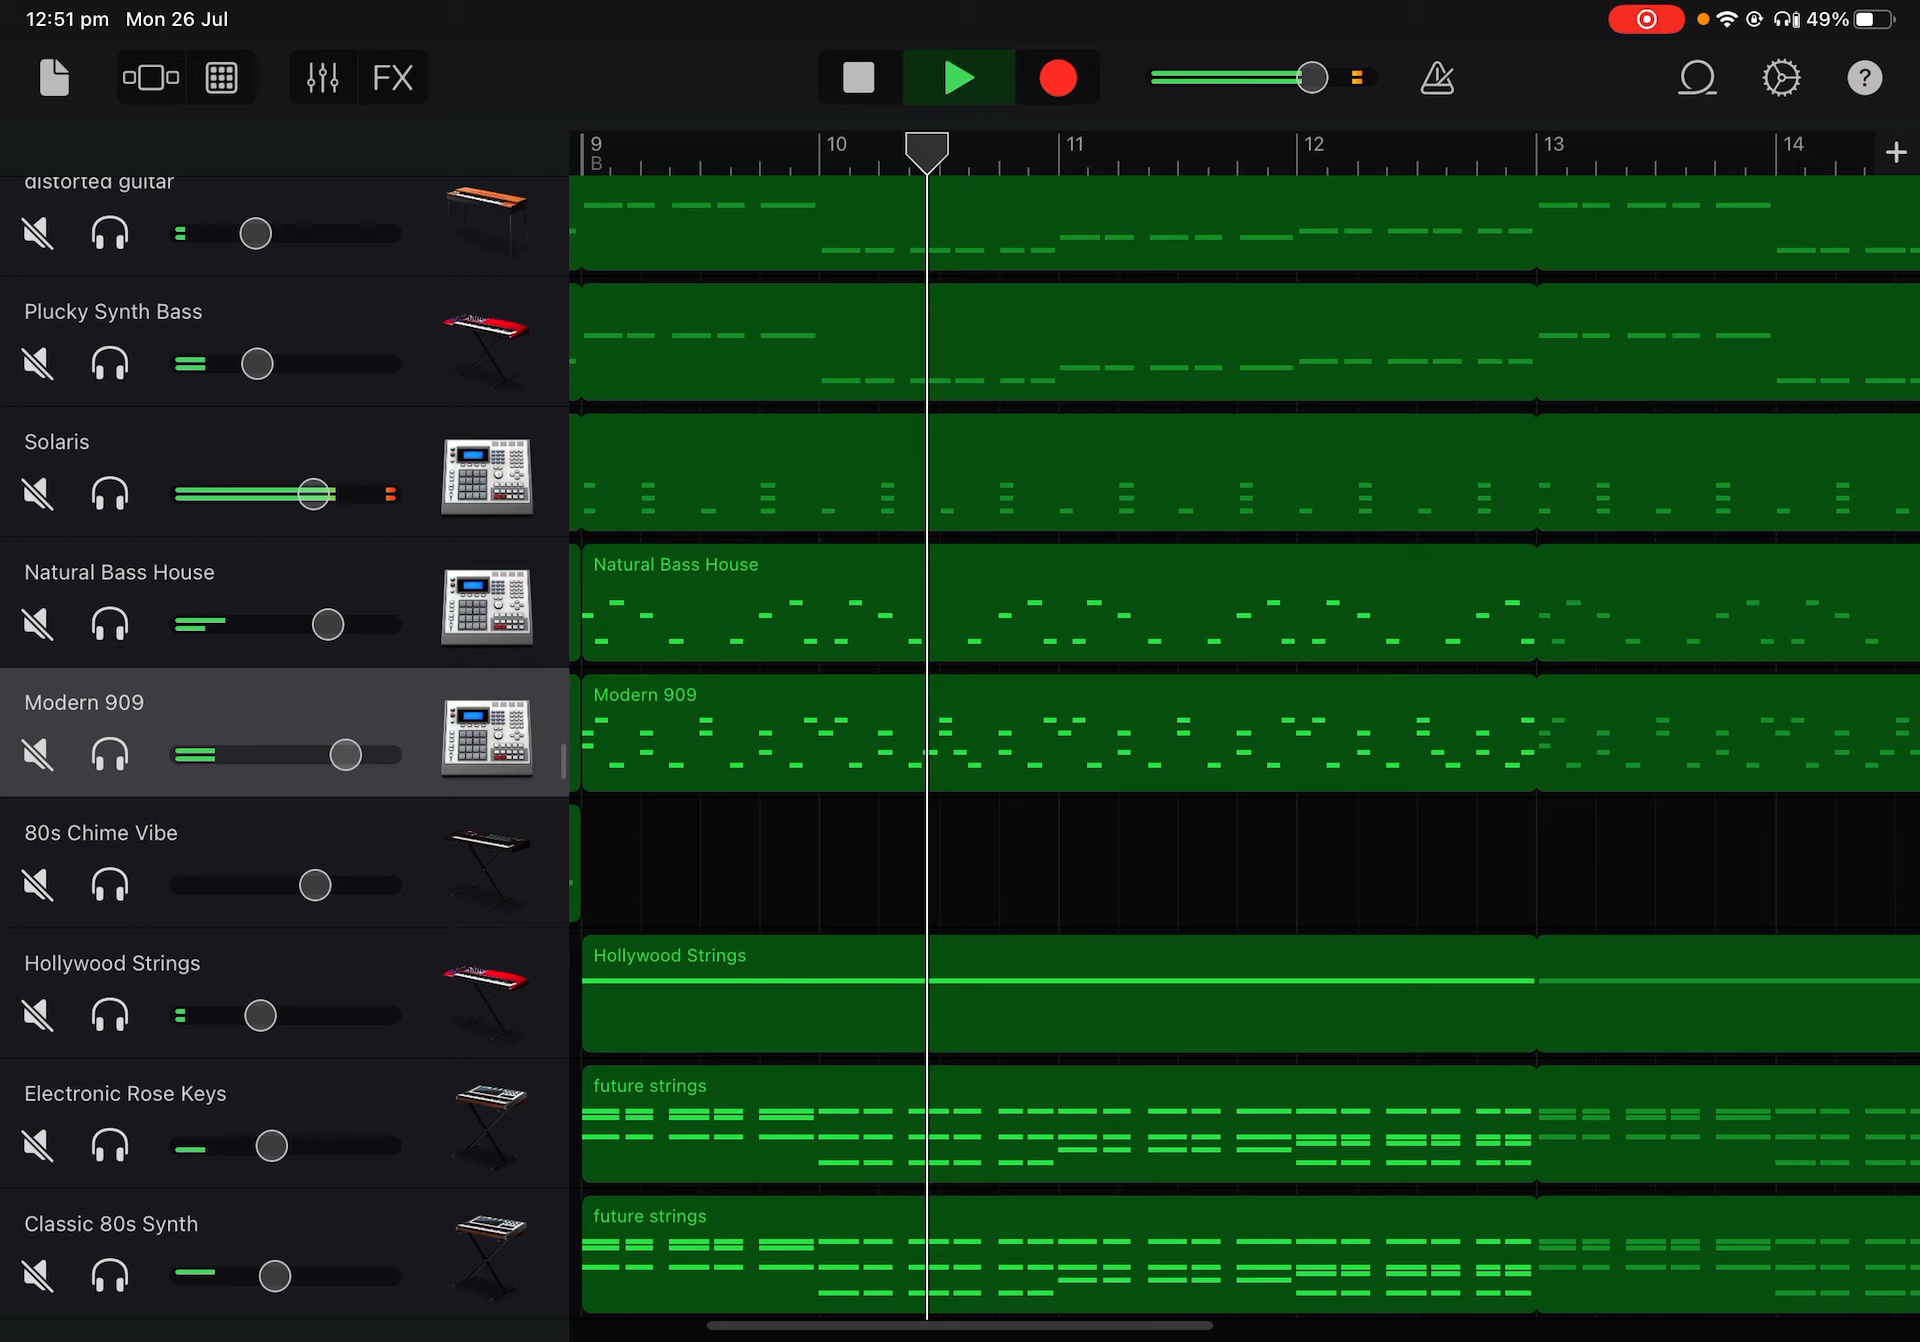 12:51 pm Mon 26 Jul
49%
FX
?
9 10 11 12 13 14
B
distorted guitar
Plucky Synth Bass
Solaris
Natural Bass House
Natural Bass House
Modern 909
Modern 909
80s Chime Vibe
Hollywood Strings
Hollywood Strings
Electronic Rose Keys
future strings
Classic 80s Synth
future strings